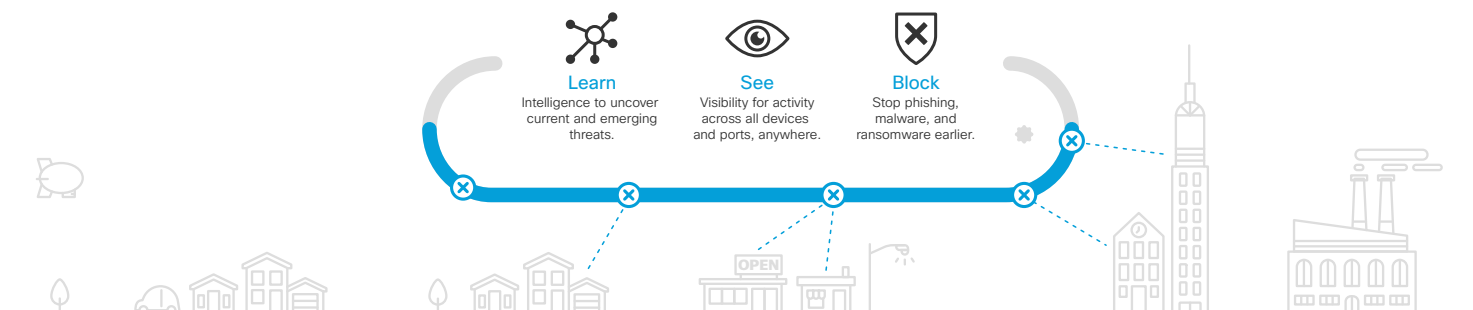 Learn
Intelligence to uncover
current and emerging
threats.
See
Visibility for activity
across all devices
and ports, anywhere.
Block
Stop phishing,
malware, and
ransomware earlier.
OPEN